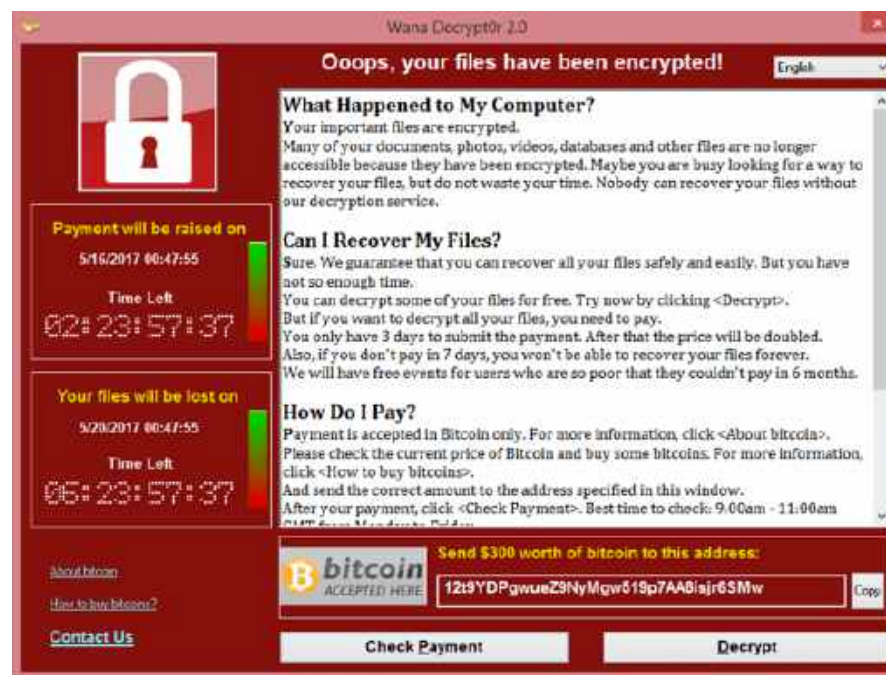 Wana Decrypt0r 2.0
Ooops, your files have been encrypted!
English
What Happened to My Computer?
Your important files are encrypted.
Many of your documents, photos, videos, databases and other files are no longer
accessible because they have been encrypted. Maybe you are busy looking for a way to
recover your files, but do not waste your time. Nobody can recover your files without
our decryption service.
Can I Recover My Files?
Sure. We guarantee that you can recover all your files safely and easily. But you have
not so enough time.
You can decrypt some of your files for free. Try now by clicking <Decrypt>.
But if you want to decrypt all your files, you need to pay.
You only have 3 days to submit the payment. After that the price will be doubled.
Also, if you don't pay in 7 days, you won't be able to recover your files forever.
We will have free events for users who are so poor that they couldn't pay in 6 months.
How Do I Pay?
Payment is accepted in Bitcoin only. For more information, click <About bitcoin>.
Please check the current price of Bitcoin and buy some bitcoins. For more information,
click <How to buy bitcoins>.
And send the correct amount to the address specified in this window.
After your payment, click <Check Payment>. Best time to check: 9:00am - 11:00am
GMT from Monday to Friday.
Payment will be raised on
5/16/2017 00:47:55
Time Left
02:23:57:37
Your files will be lost on
5/20/2017 00:47:55
Time Left
06:23:57:37
About bitcoin
How to buy bitcoins?
Contact Us
bitcoin
ACCEPTED HERE
Send $300 worth of bitcoin to this address:
12t9YDPgwueZ9NyMgw519p7AA8isjr6SMw
Copy
Check Payment
Decrypt